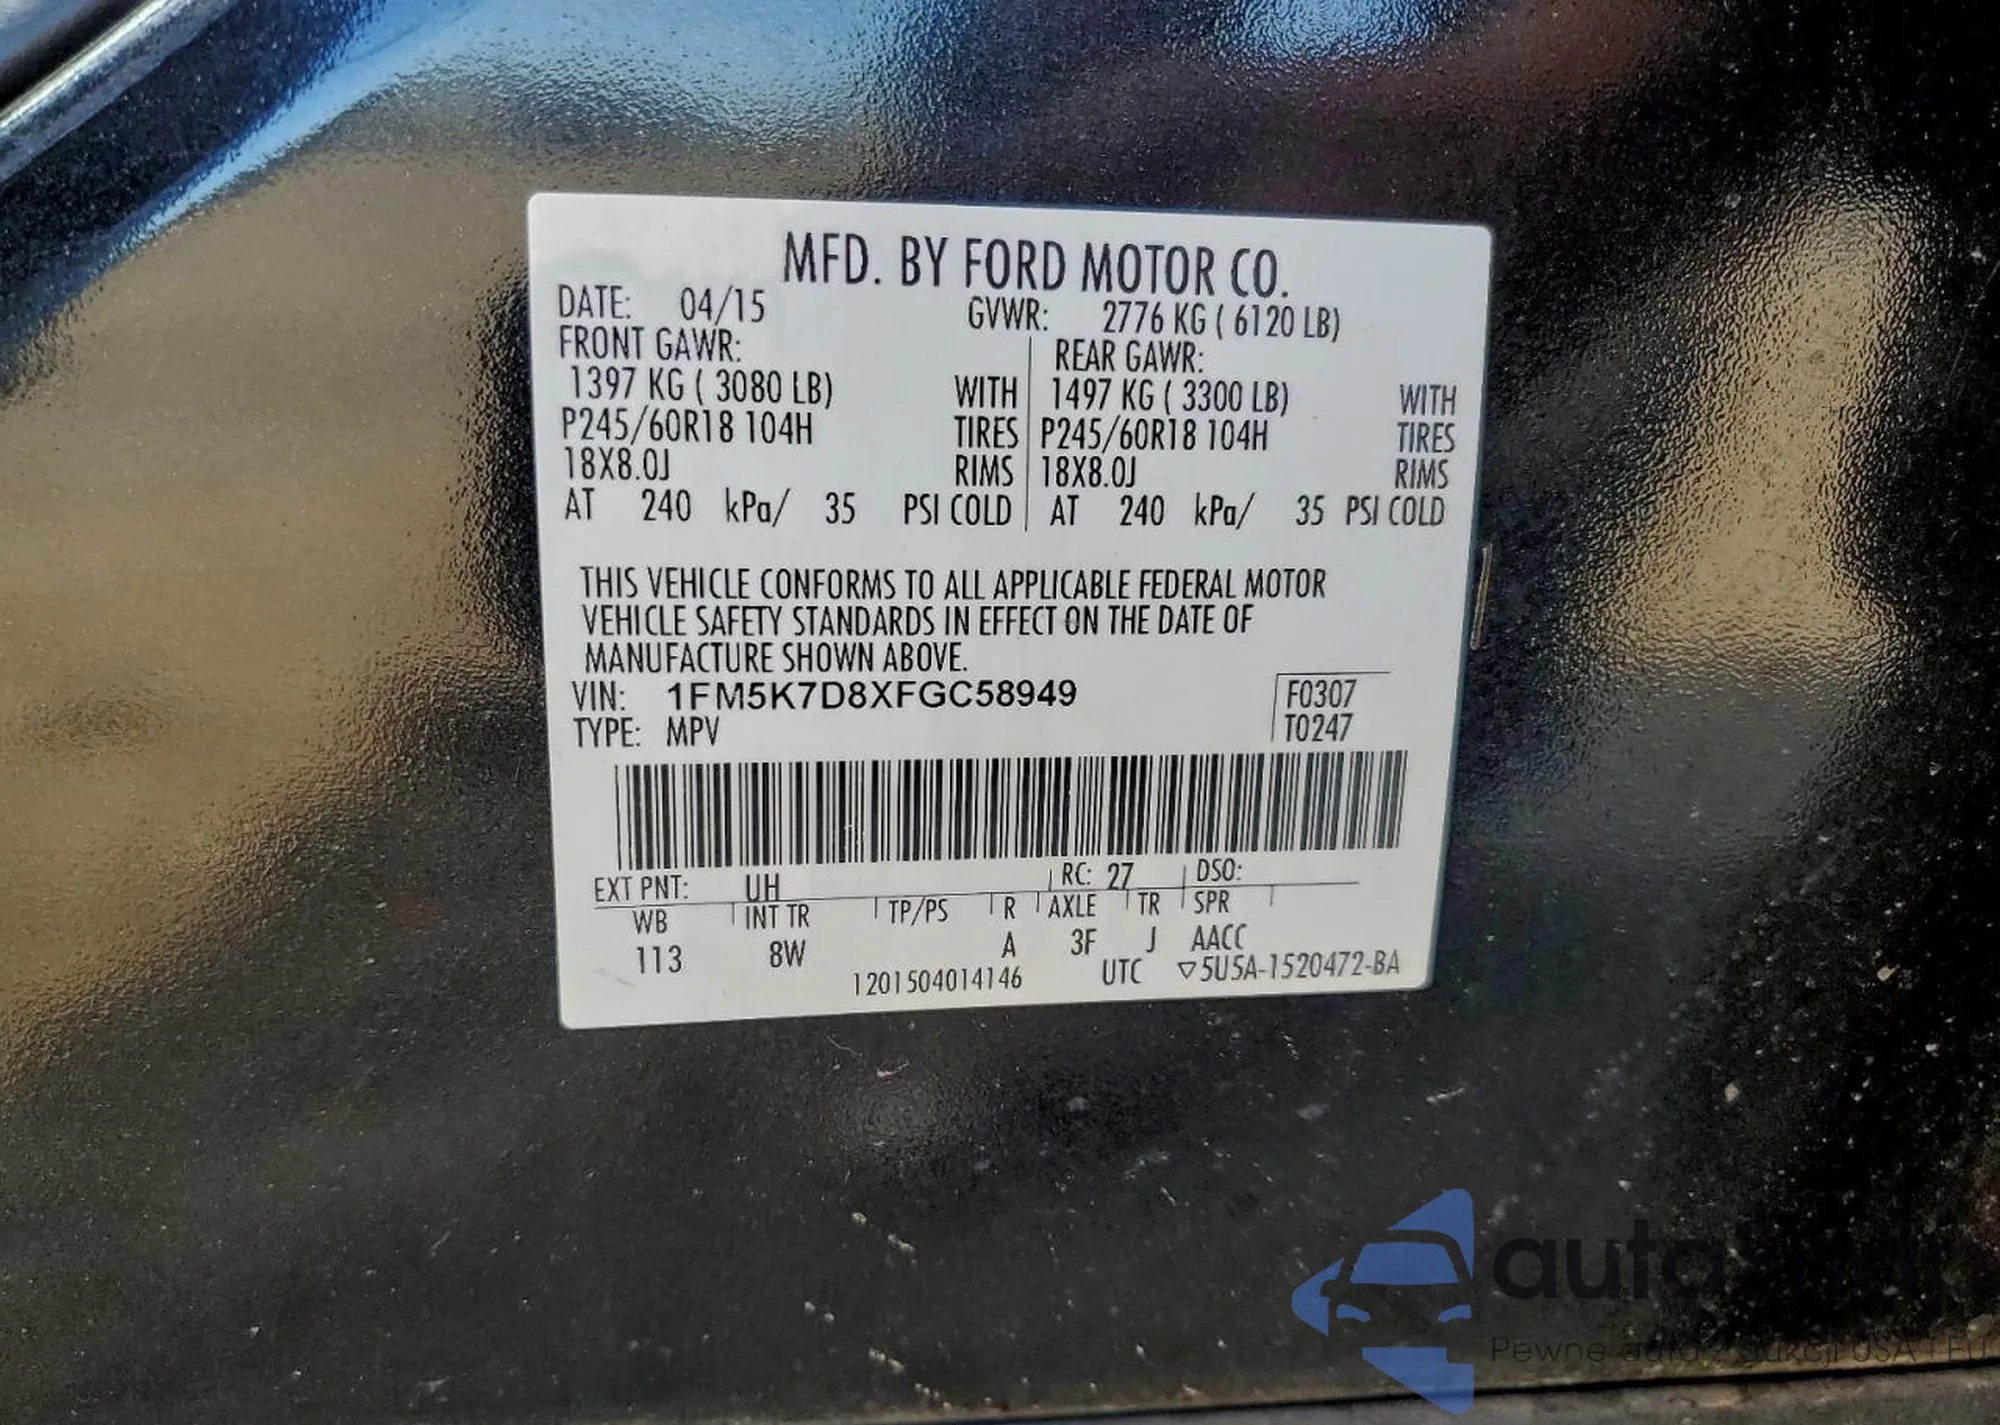 MFD. BY FORD MOTOR CO.
DATE: 04/15 GVWR: 2776 KG ( 6120 LB)
FRONT GAWR: REAR GAWR:
1397 KG ( 3080 LB) WITH 1497 KG ( 3300 LB) WITH
P245/60R18 104H TIRES P245/60R18 104H TIRES
18X8.0J RIMS 18X8.0J RIMS
AT 240 kPa/ 35 PSI COLD AT 240 kPa/ 35 PSI COLD
THIS VEHICLE CONFORMS TO ALL APPLICABLE FEDERAL MOTOR
VEHICLE SAFETY STANDARDS IN EFFECT ON THE DATE OF
MANUFACTURE SHOWN ABOVE.
VIN: 1FM5K7D8XFGC58949 F0307
TYPE: MPV T0247
EXT PNT: UH RC: 27 DSO:
WB INT TR TP/PS R AXLE TR SPR
113 8W A 3F J AACC
1201504014146 UTC ▽5U5A-1520472-BA
Pewne auto z aukcji USA i EU